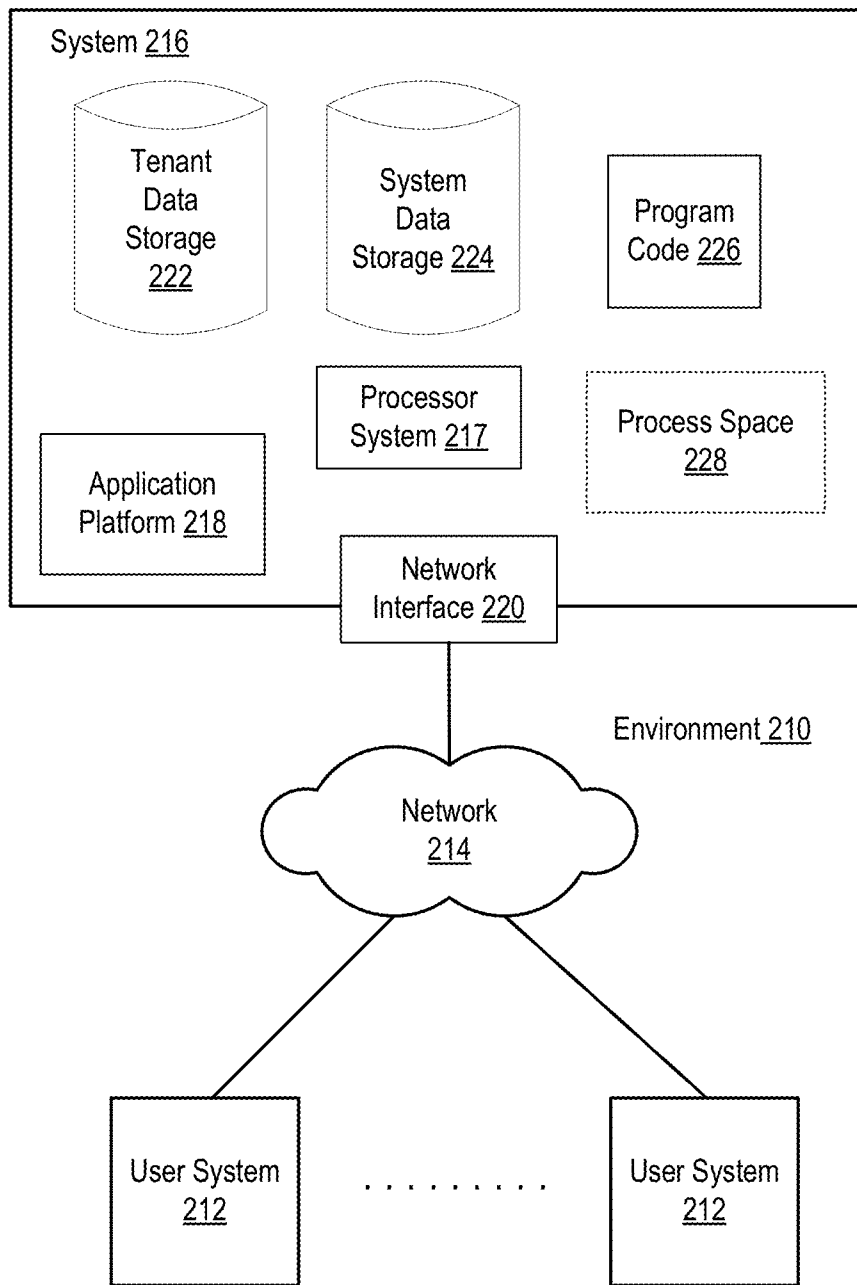 System 216
Tenant
Data
Storage
222
System
Data
Storage 224
Program
Code 226
Processor
System 217
Process Space
228
Application
Platform 218
Network
Interface 220
Environment 210
Network
214
User System
212
. . . . . . . . .
User System
212